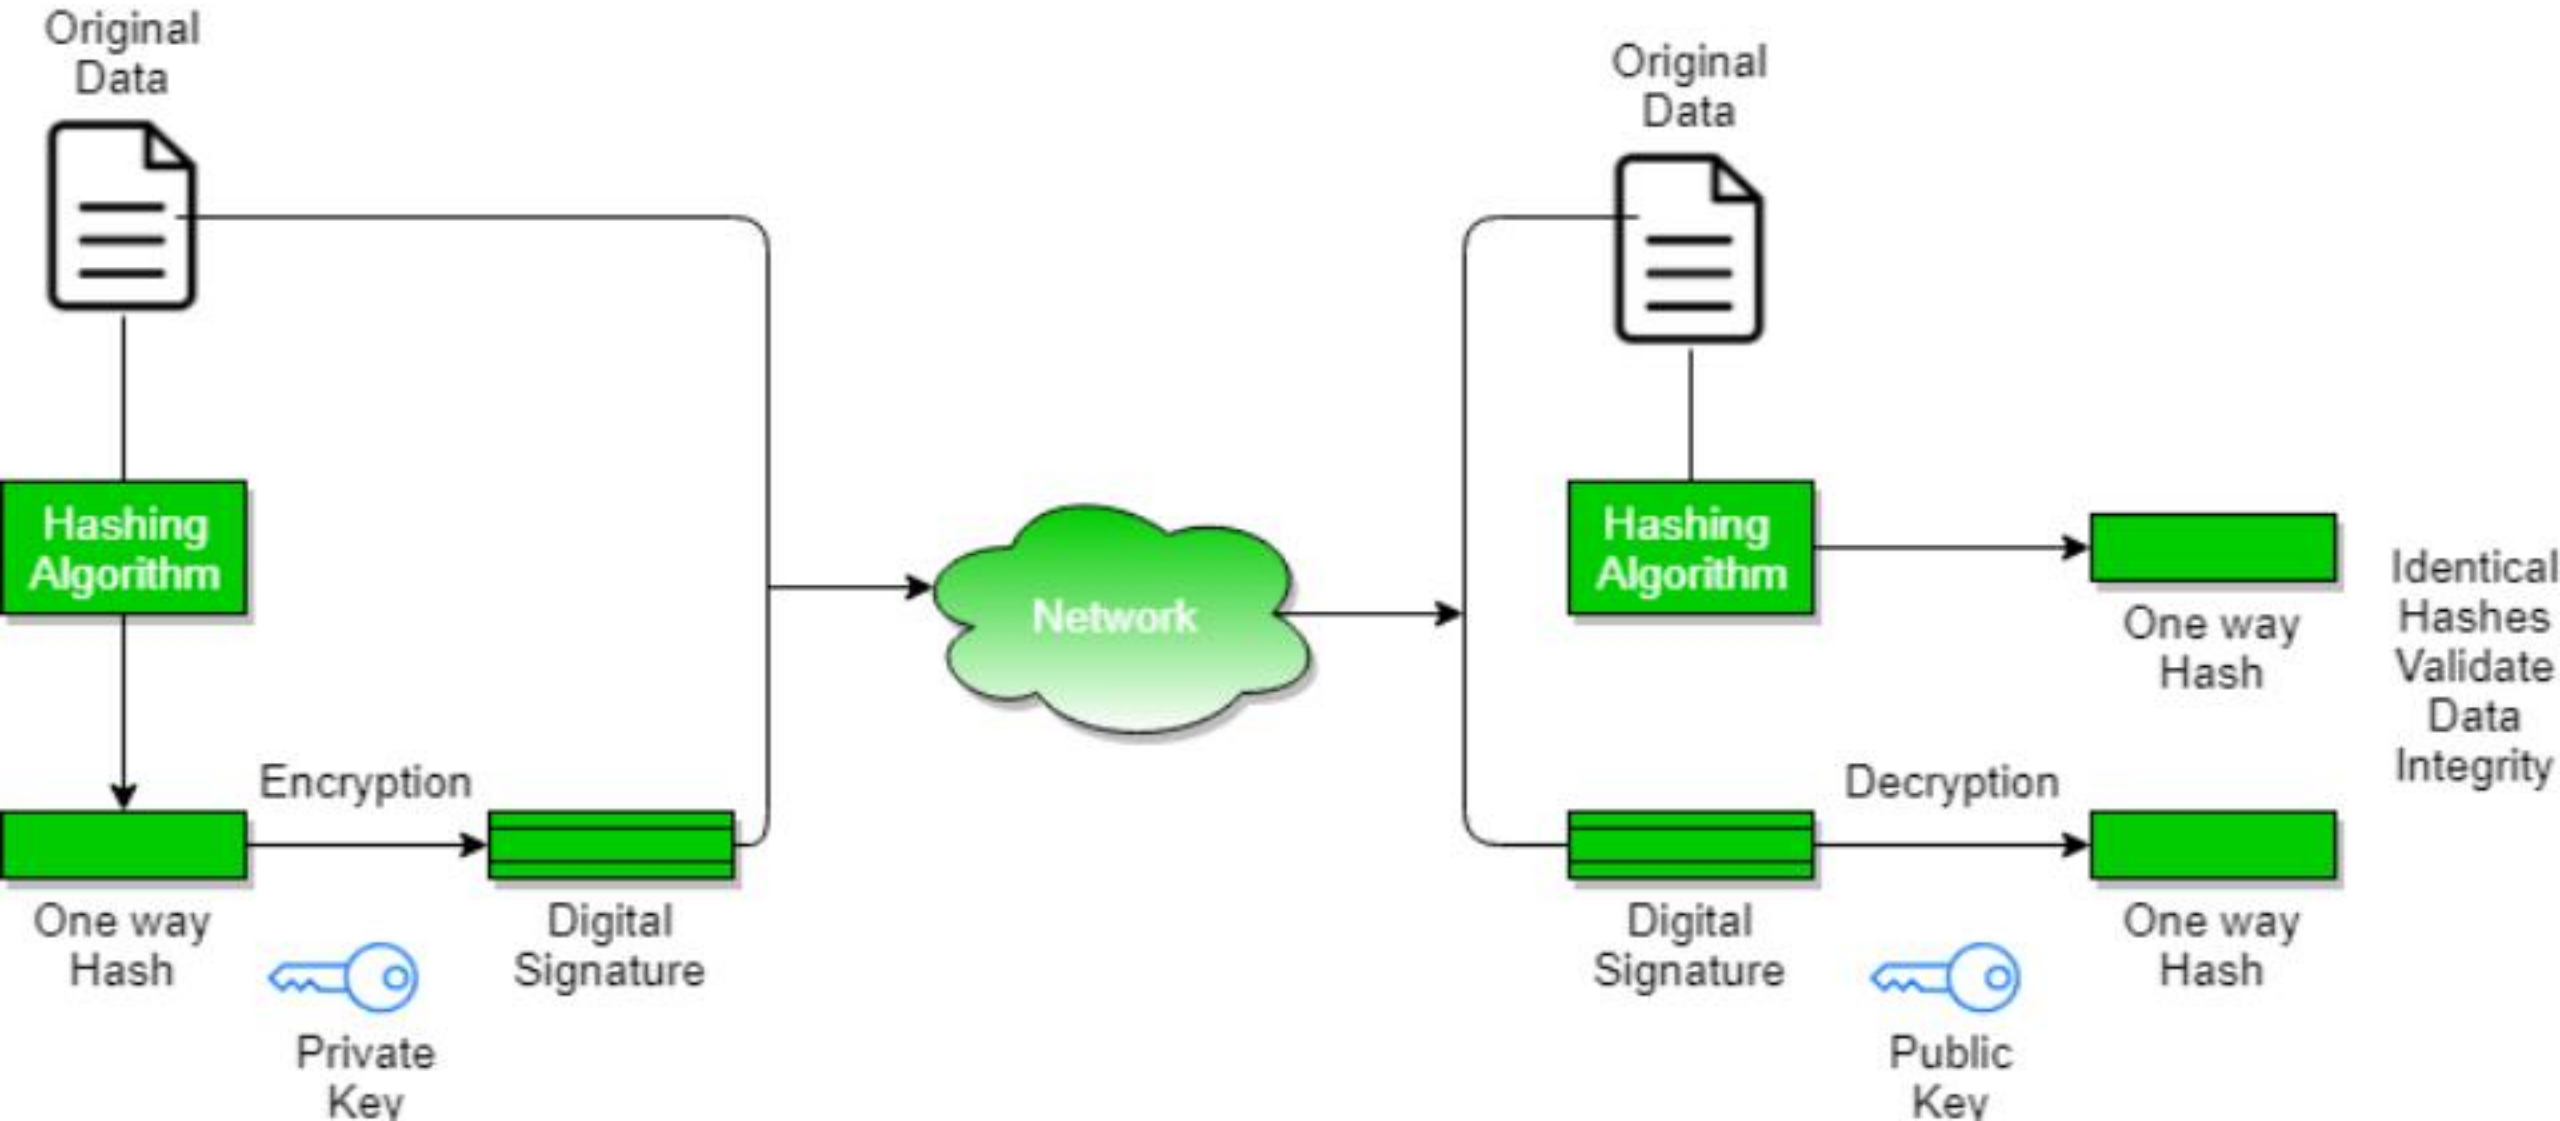 Original
Data
Hashing
Algorithm
One way
Hash
Encryption
Private
Key
Digital
Signature
Network
Original
Data
Hashing
Algorithm
One way
Hash
Digital
Signature
Decryption
Public
Key
One way
Hash
Identical
Hashes
Validate
Data
Integrity